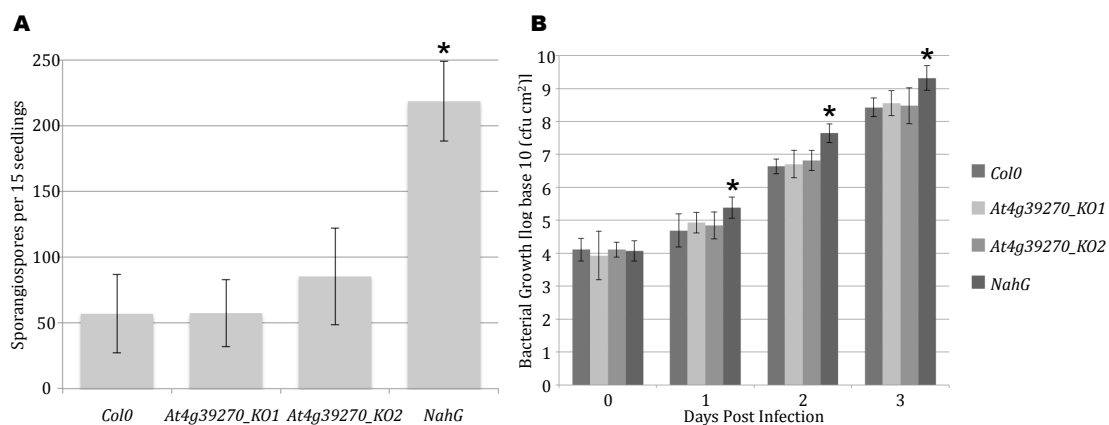 A
*
250
200
150
100
50
0
Sporangiospores per 15 seedlings
Col0 At4g39270_KO1 At4g39270_KO2 NahG
B
10
9
8
7
6
5
4
3
2
1
0
Bacterial Growth [log base 10 (cfu cm²)]
* * *
0 1 2 3
Days Post Infection
Col0
At4g39270_KO1
At4g39270_KO2
NahG